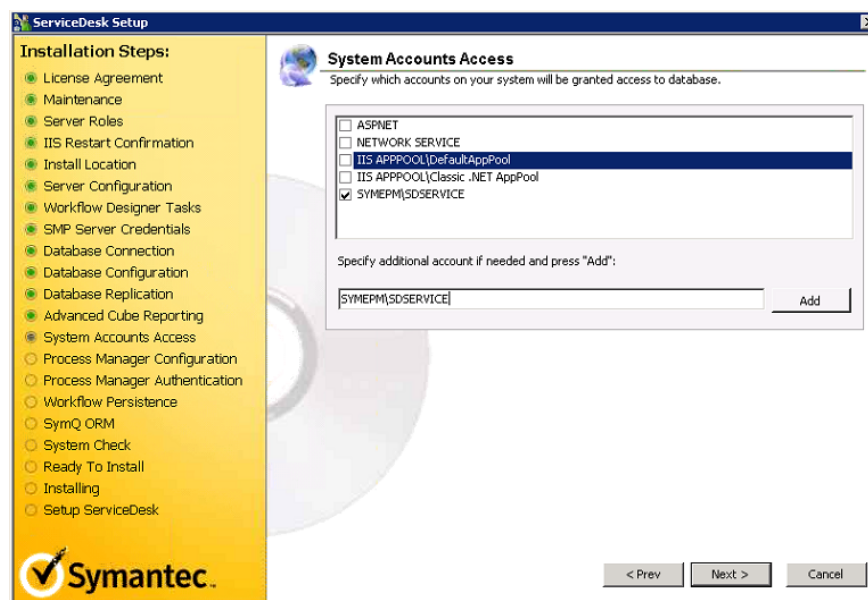 ServiceDesk Setup
Installation Steps:
License Agreement
Maintenance
Server Roles
IIS Restart Confirmation
Install Location
Server Configuration
Workflow Designer Tasks
SMP Server Credentials
Database Connection
Database Configuration
Database Replication
Advanced Cube Reporting
System Accounts Access
Process Manager Configuration
Process Manager Authentication
Workflow Persistence
SymQ ORM
System Check
Ready To Install
Installing
Setup ServiceDesk
Symantec.
System Accounts Access
Specify which accounts on your system will be granted access to database.
ASPNET
NETWORK SERVICE
IIS APPPOOL\DefaultAppPool
IIS APPPOOL\Classic .NET AppPool
SYMEPM\SDSERVICE
Specify additional account if needed and press "Add":
SYMEPM\SDSERVICE
Add
< Prev
Next >
Cancel